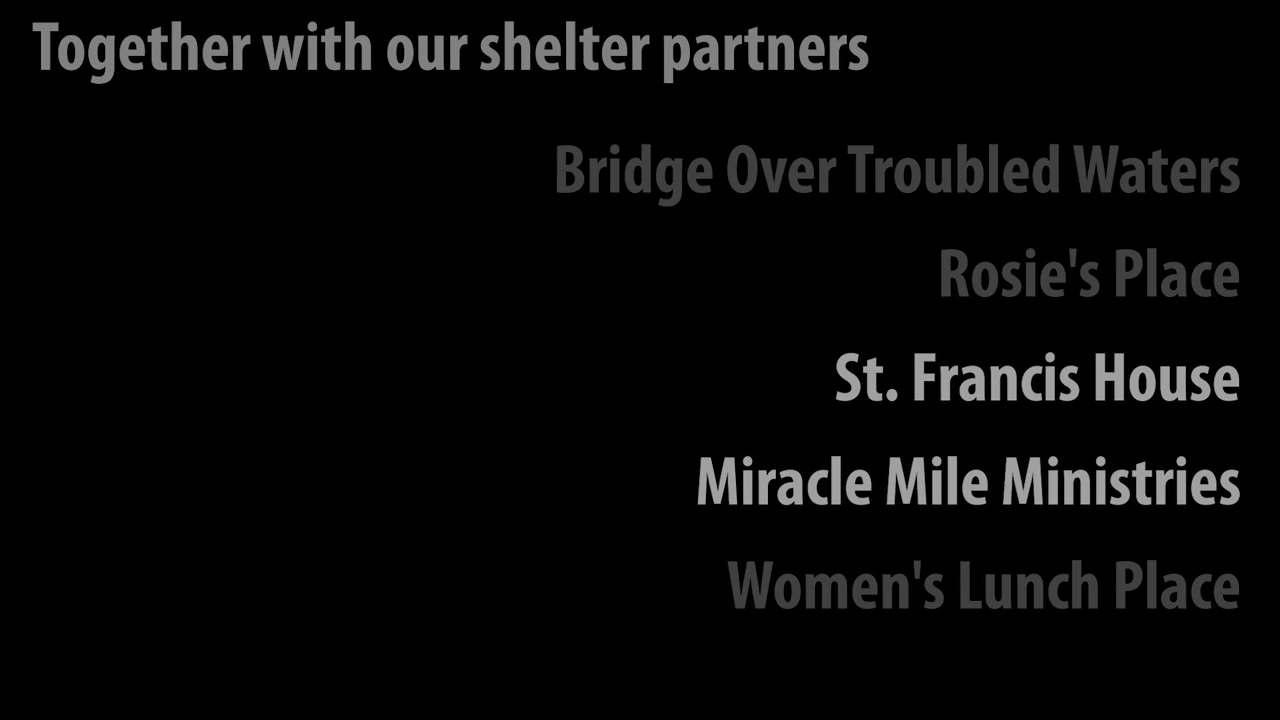 Together with our shelter partners
Bridge Over Troubled Waters
Rosie's Place
St. Francis House
Miracle Mile Ministries
Women's Lunch Place